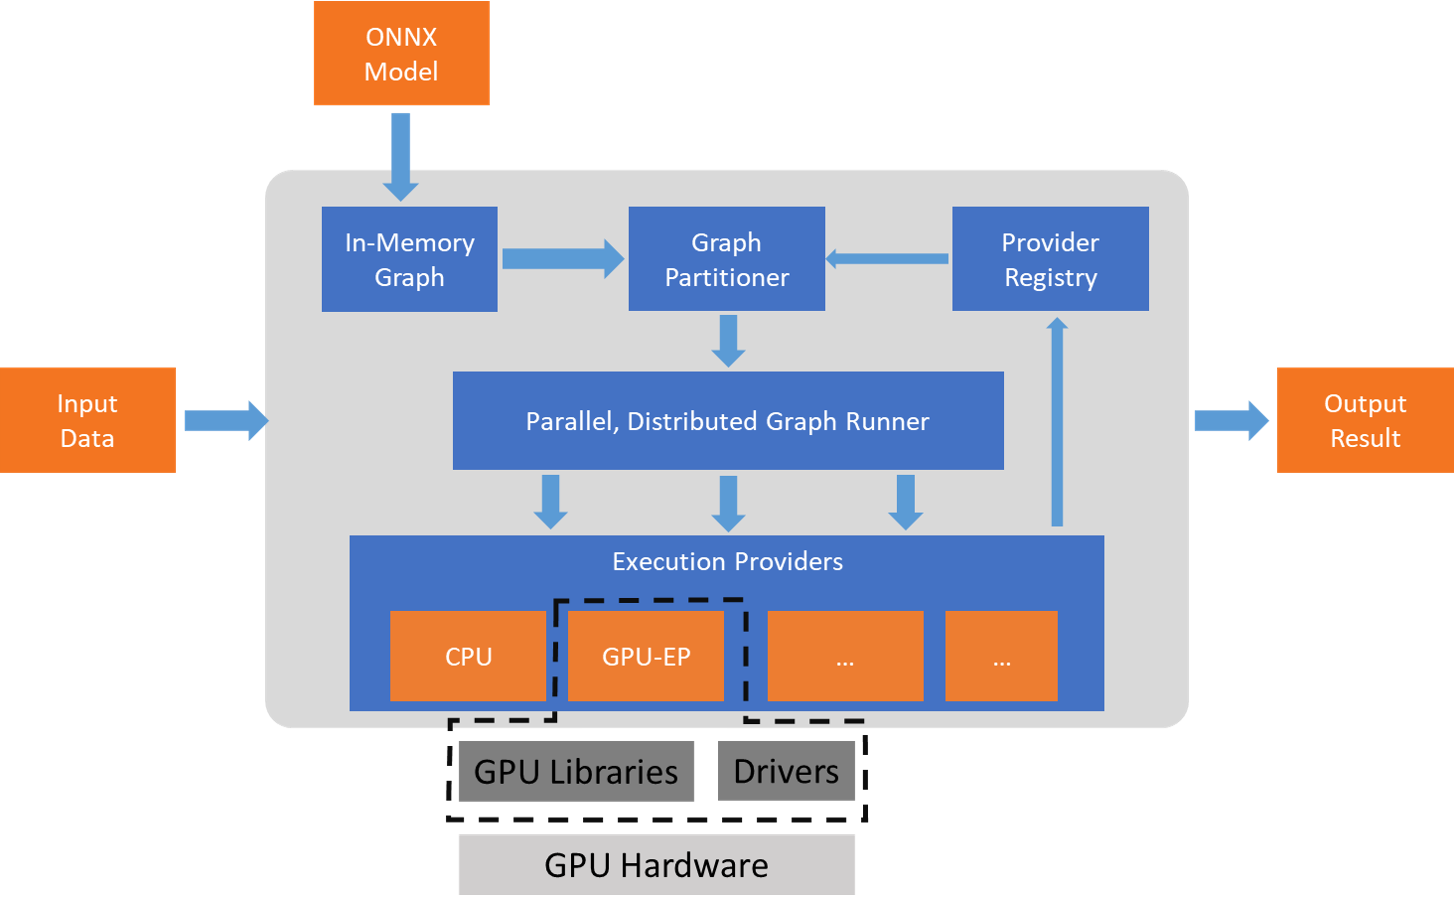 ONNX
Model
In-Memory
Graph
Graph
Partitioner
Provider
Registry
Input
Data
Parallel, Distributed Graph Runner
Output
Result
Execution Providers
CPU
GPU-EP
...
...
GPU Libraries
Drivers
GPU Hardware